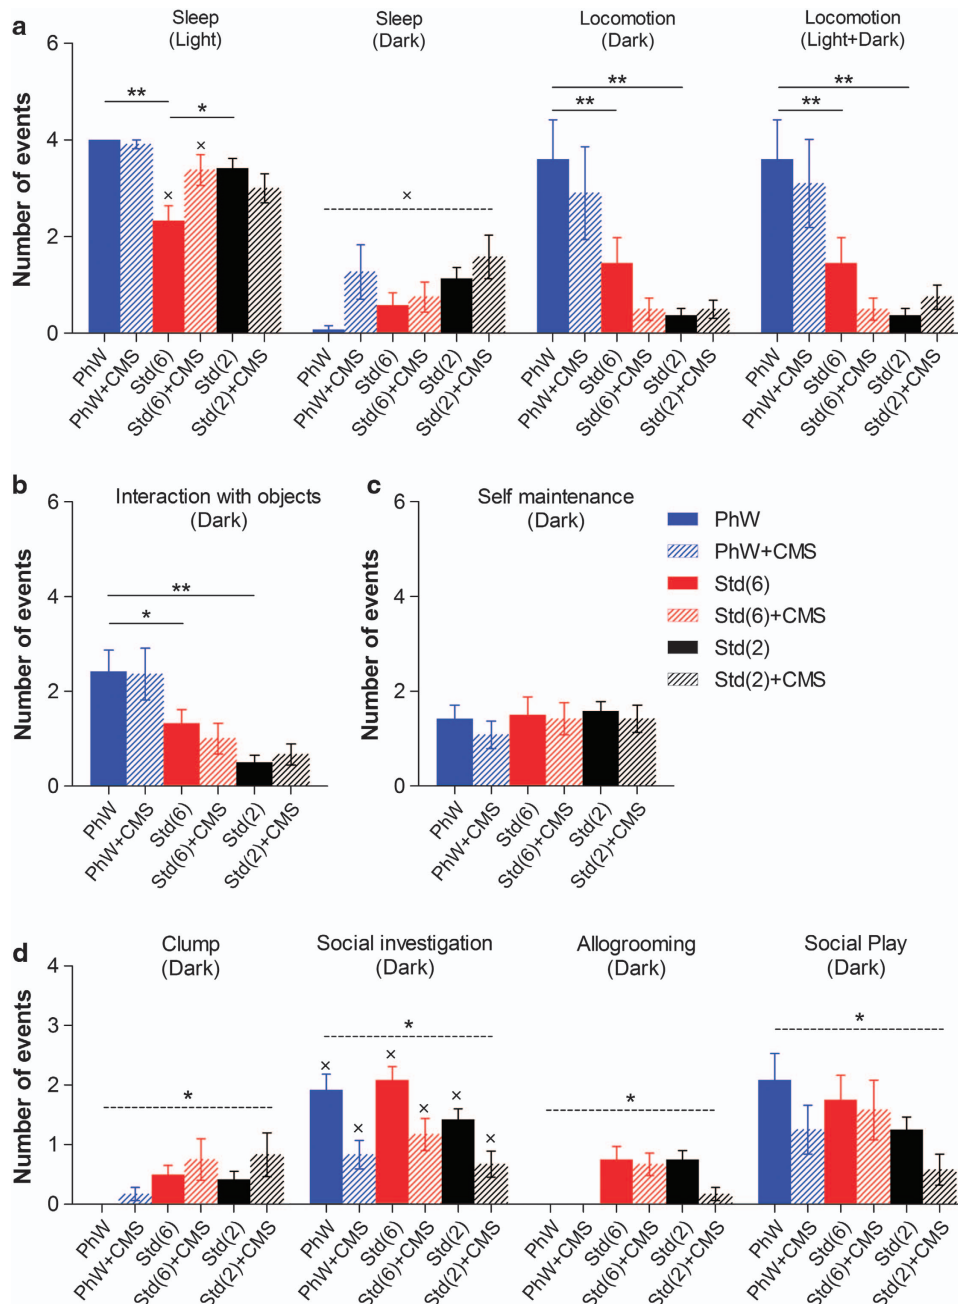 a
Sleep
(Light)
Sleep
(Dark)
Locomotion
(Dark)
Locomotion
(Light+Dark)
Number of events
6
4
2
0
**
*
×
×
×
**
**
**
**
PhW
PhW+CMS
Std(6)
Std(6)+CMS
Std(2)
Std(2)+CMS
PhW
PhW+CMS
Std(6)
Std(6)+CMS
Std(2)
Std(2)+CMS
PhW
PhW+CMS
Std(6)
Std(6)+CMS
Std(2)
Std(2)+CMS
PhW
PhW+CMS
Std(6)
Std(6)+CMS
Std(2)
Std(2)+CMS
b
Interaction with objects
(Dark)
Number of events
6
4
2
0
**
*
PhW
PhW+CMS
Std(6)
Std(6)+CMS
Std(2)
Std(2)+CMS
c
Self maintenance
(Dark)
Number of events
6
4
2
0
PhW
PhW+CMS
Std(6)
Std(6)+CMS
Std(2)
Std(2)+CMS
PhW
PhW+CMS
Std(6)
Std(6)+CMS
Std(2)
Std(2)+CMS
d
Clump
(Dark)
Social investigation
(Dark)
Allogrooming
(Dark)
Social Play
(Dark)
Number of events
4
3
2
1
0
*
*
×
×
×
×
×
×
*
*
PhW
PhW+CMS
Std(6)
Std(6)+CMS
Std(2)
Std(2)+CMS
PhW
PhW+CMS
Std(6)
Std(6)+CMS
Std(2)
Std(2)+CMS
PhW
PhW+CMS
Std(6)
Std(6)+CMS
Std(2)
Std(2)+CMS
PhW
PhW+CMS
Std(6)
Std(6)+CMS
Std(2)
Std(2)+CMS